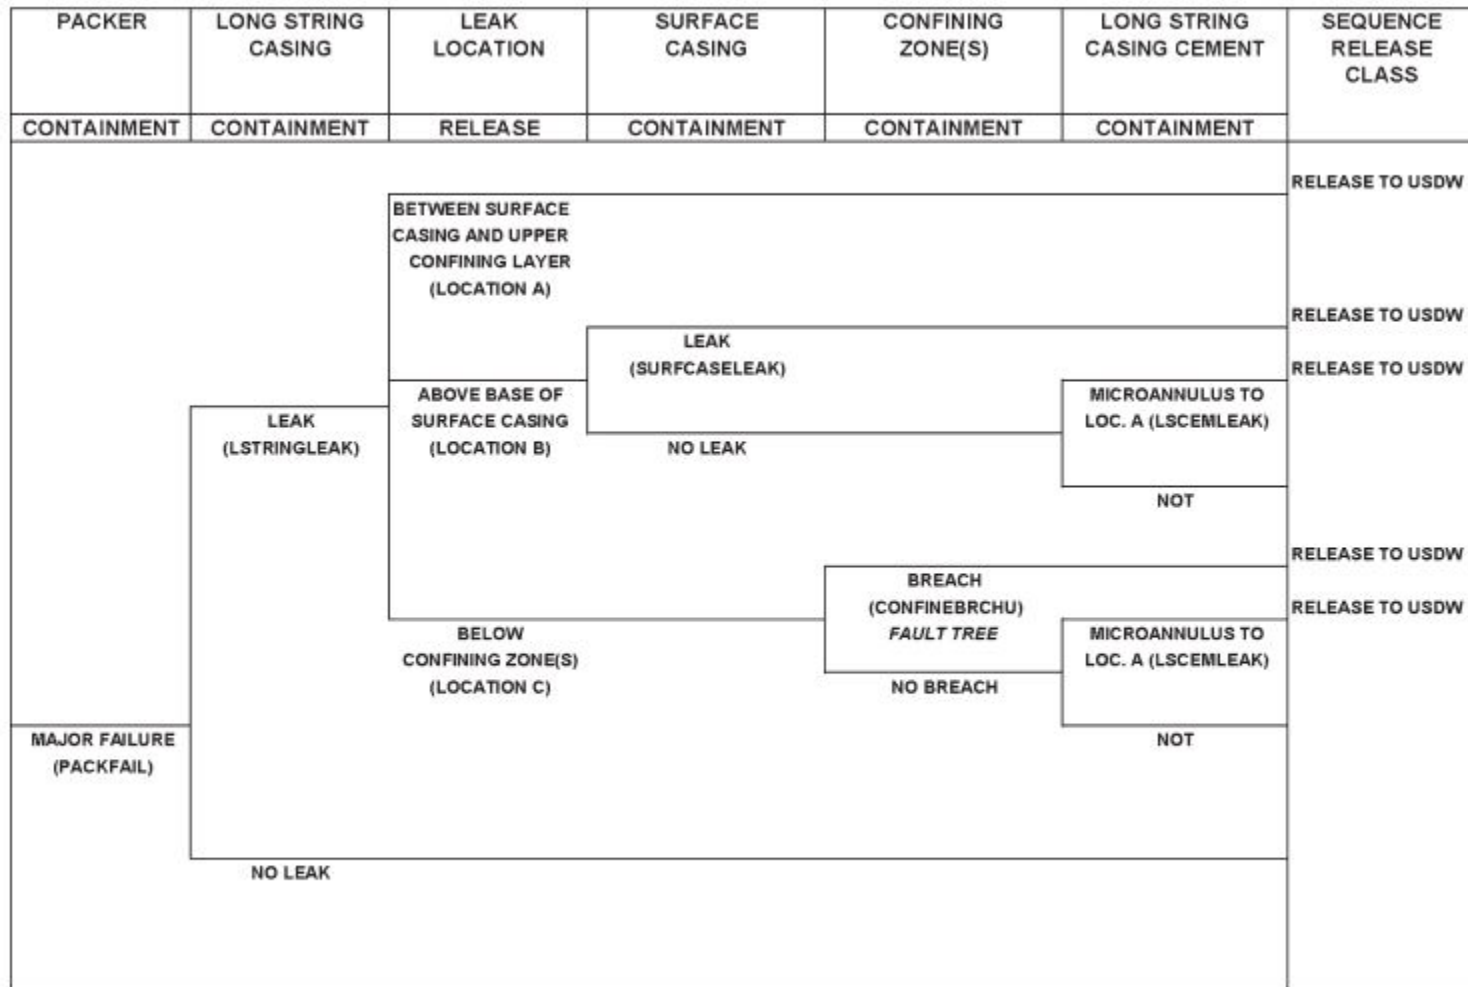 PACKER
LONG STRING
CASING
LEAK
LOCATION
SURFACE
CASING
CONFINING
ZONE(S)
LONG STRING
CASING CEMENT
SEQUENCE
RELEASE
CLASS
CONTAINMENT
CONTAINMENT
RELEASE
CONTAINMENT
CONTAINMENT
CONTAINMENT
RELEASE TO USDW
BETWEEN SURFACE
CASING AND UPPER
CONFINING LAYER
(LOCATION A)
RELEASE TO USDW
LEAK
(SURFCASELEAK)
RELEASE TO USDW
ABOVE BASE OF
SURFACE CASING
(LOCATION B)
MICROANNULUS TO
LOC. A (LSCEMLEAK)
LEAK
(LSTRINGLEAK)
NO LEAK
NOT
RELEASE TO USDW
BREACH
(CONFINEBRCHU)
FAULT TREE
RELEASE TO USDW
BELOW
CONFINING ZONE(S)
(LOCATION C)
MICROANNULUS TO
LOC. A (LSCEMLEAK)
NO BREACH
MAJOR FAILURE
(PACKFAIL)
NOT
NO LEAK